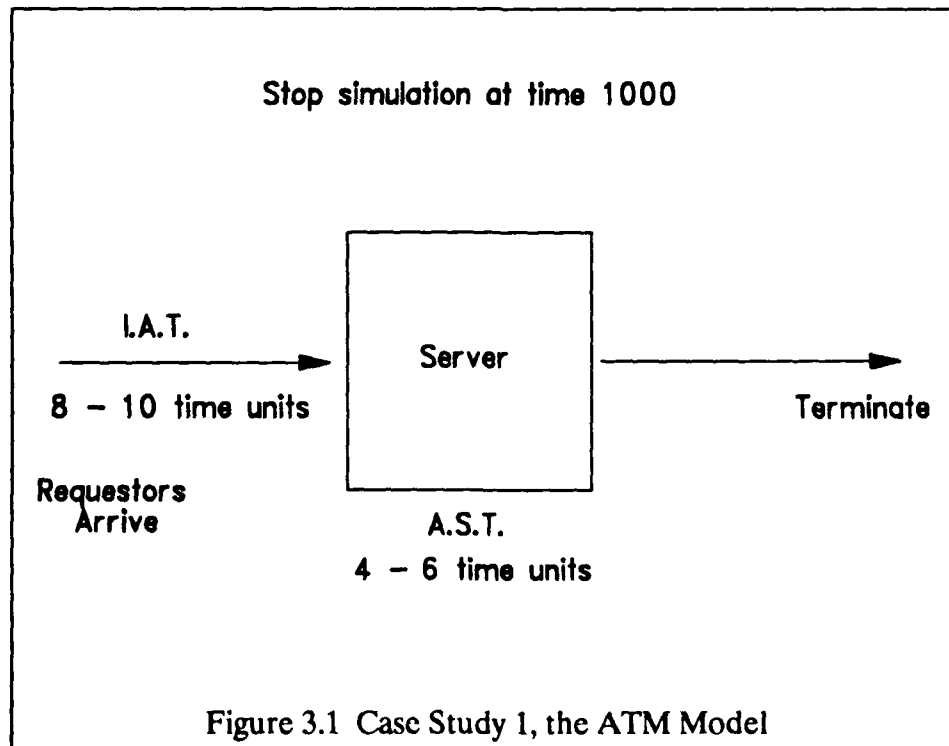 Stop simulation at time 1000
I.A.T.
8 – 10 time units
Requestors
Arrive
Server
A.S.T.
4 – 6 time units
Terminate
Figure 3.1 Case Study 1, the ATM Model